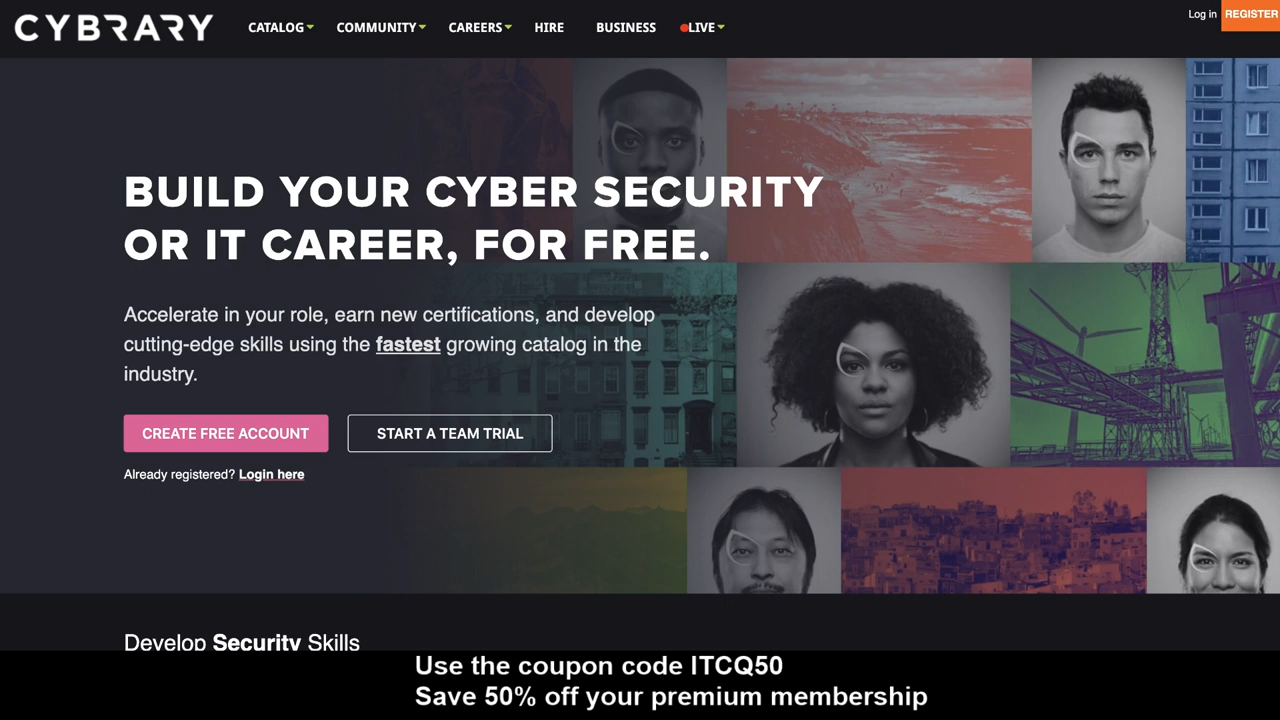 CYBRARY
CATALOG COMMUNITY CAREERS HIRE BUSINESS LIVE Log in REGISTER
BUILD YOUR CYBER SECURITY
OR IT CAREER, FOR FREE.
Accelerate in your role, earn new certifications, and develop
cutting-edge skills using the fastest growing catalog in the
industry.
CREATE FREE ACCOUNT START A TEAM TRIAL
Already registered? Login here
Develop Security Skills
Use the coupon code ITCQ50
Save 50% off your premium membership